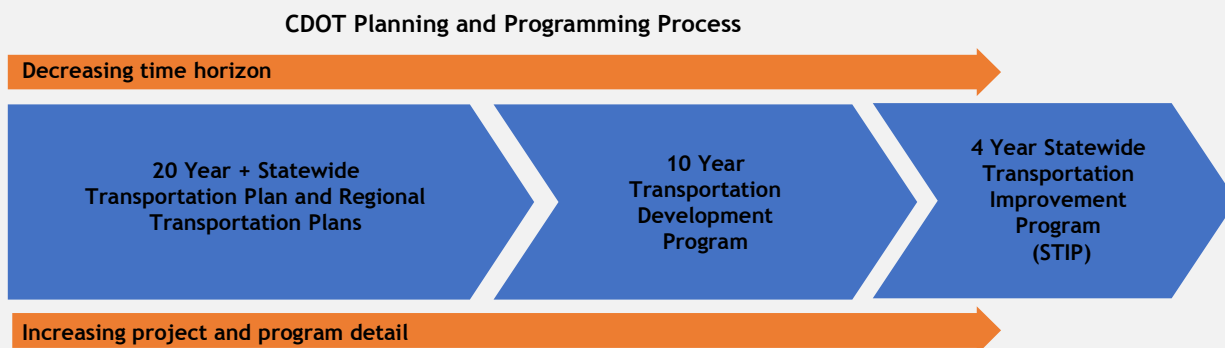 CDOT Planning and Programming Process
Decreasing time horizon
20 Year + Statewide
Transportation Plan and Regional
Transportation Plans
10 Year
Transportation
Development
Program
4 Year Statewide
Transportation
Improvement
Program
(STIP)
Increasing project and program detail